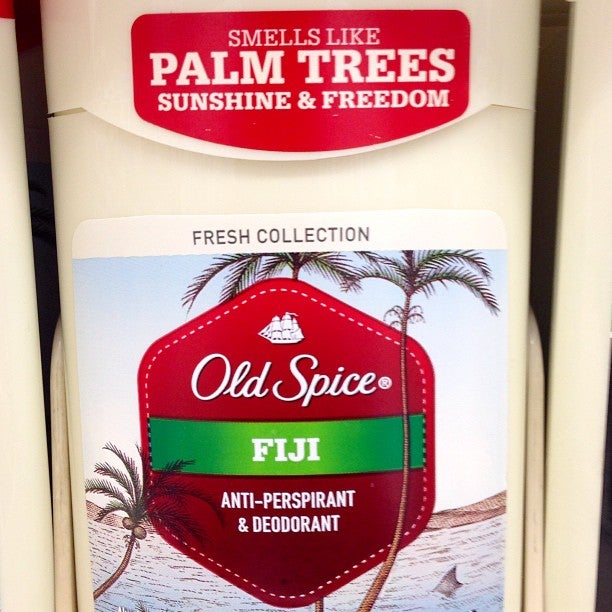 SMELLS LIKE
PALM TREES
SUNSHINE & FREEDOM
FRESH COLLECTION
Old Spice®
FIJI
ANTI-PERSPIRANT
& DEODORANT